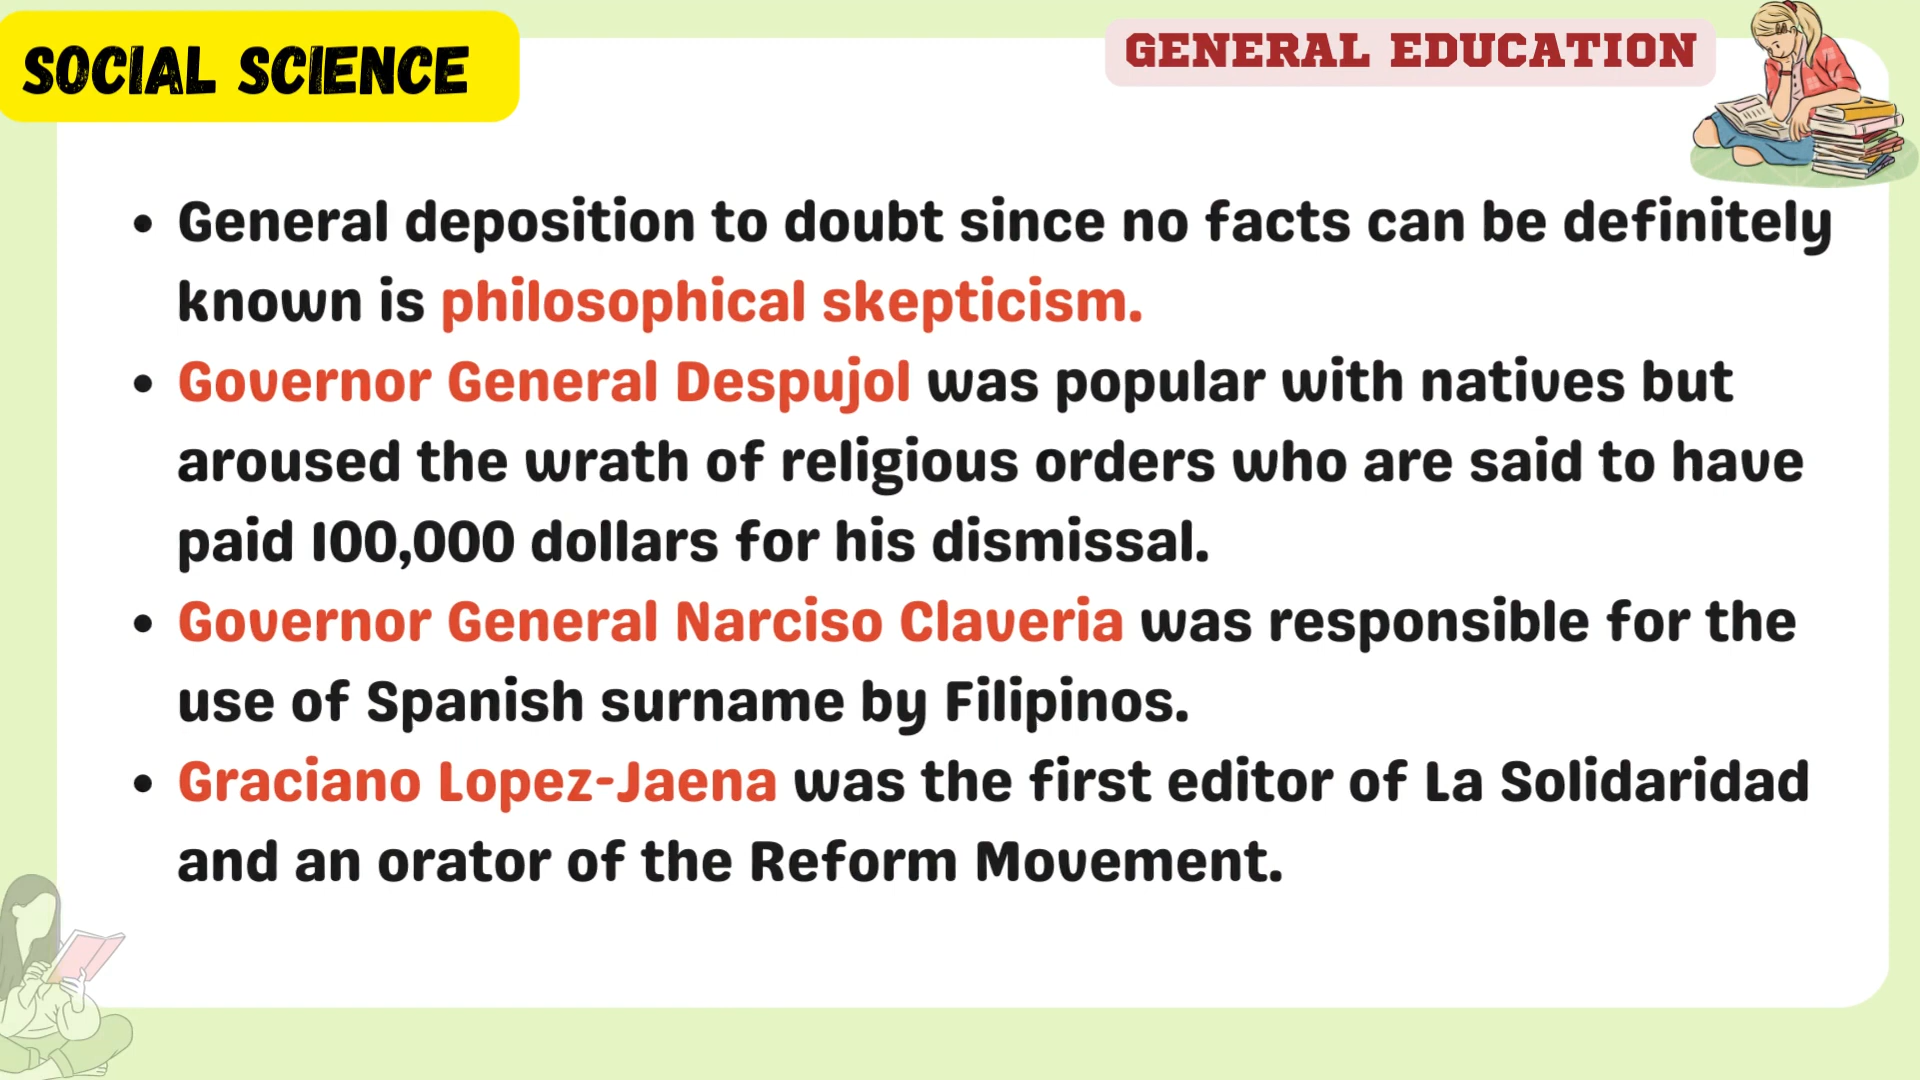 SOCIAL SCIENCE
GENERAL EDUCATION
• General deposition to doubt since no facts can be definitely
known is philosophical skepticism.
• Governor General Despujol was popular with natives but
aroused the wrath of religious orders who are said to have
paid 100,000 dollars for his dismissal.
• Governor General Narciso Claveria was responsible for the
use of Spanish surname by Filipinos.
• Graciano Lopez-Jaena was the first editor of La Solidaridad
and an orator of the Reform Movement.